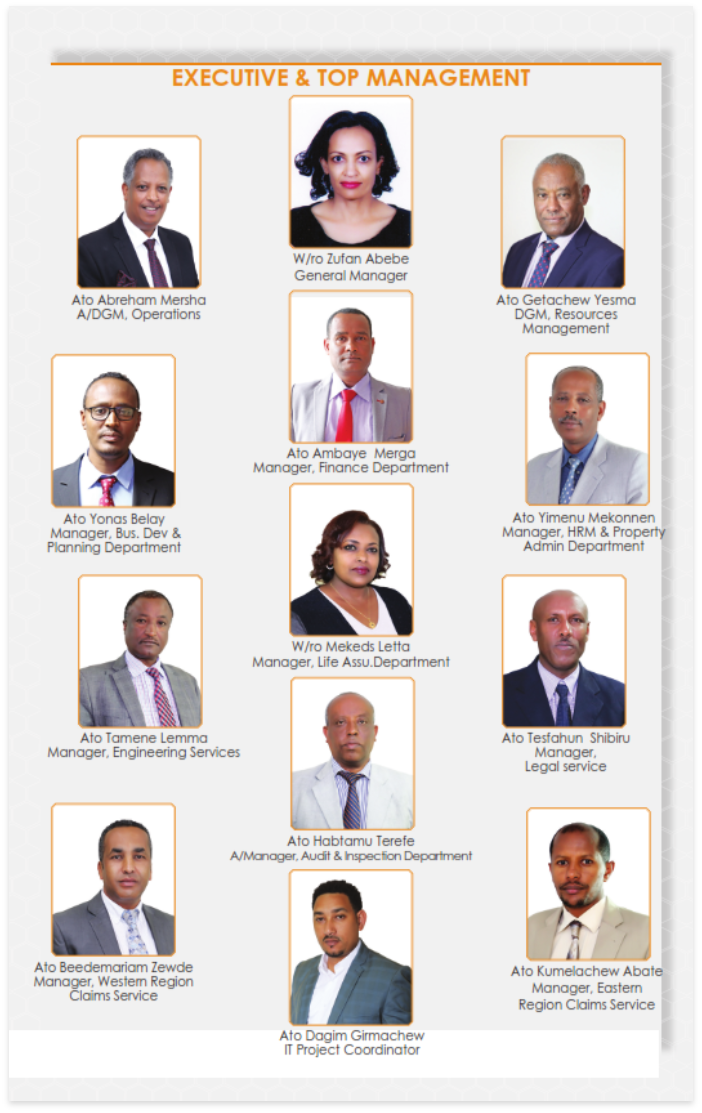 EXECUTIVE & TOP MANAGEMENT
W/ro Zufan Abebe
General Manager
Ato Abreham Mersha
A/DGM, Operations
Ato Getachew Yesma
DGM, Resources
Management
Ato Ambaye Merga
Manager, Finance Department
Ato Yonas Belay
Manager, Bus. Dev &
Planning Department
Ato Yimenu Mekonnen
Manager, HRM & Property
Admin Department
W/ro Mekeds Letta
Manager, Life Assu.Department
Ato Tamene Lemma
Manager, Engineering Services
Ato Tesfahun Shibiru
Manager,
Legal service
Ato Habtamu Terefe
A/Manager, Audit & Inspection Department
Ato Beedemariam Zewde
Manager, Western Region
Claims Service
Ato Kumelachew Abate
Manager, Eastern
Region Claims Service
Ato Dagim Girmachew
IT Project Coordinator